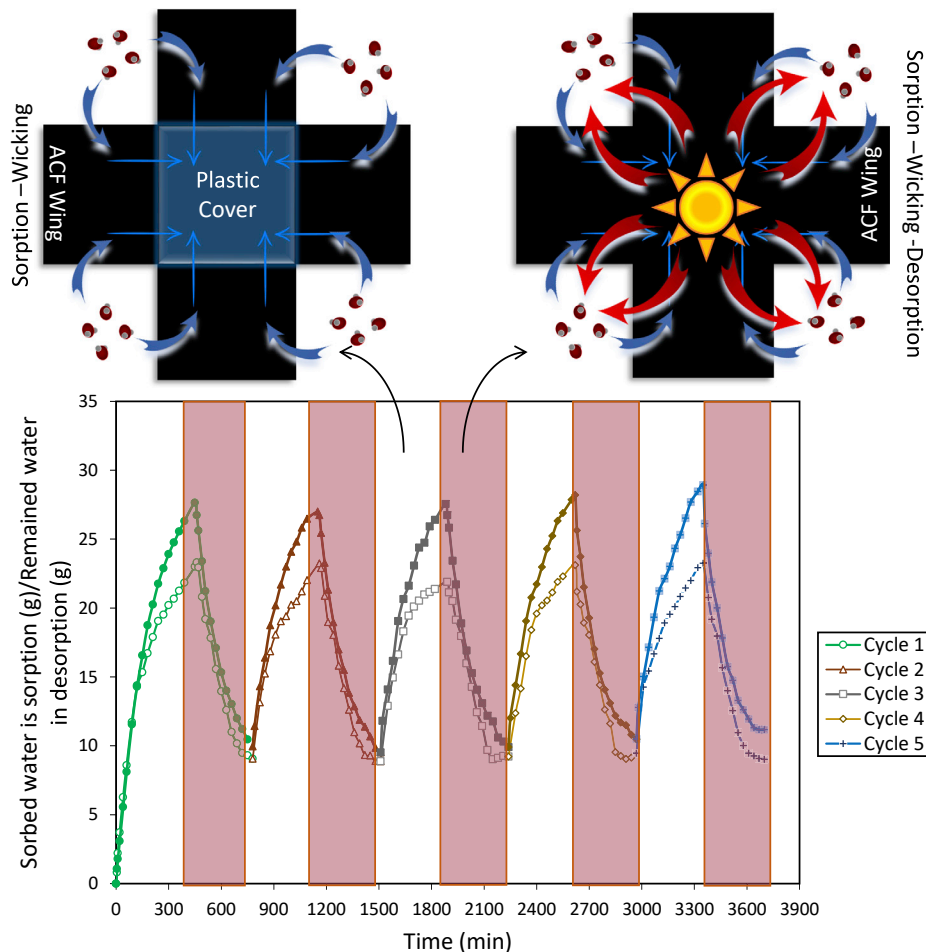 Sorption –Wicking
ACF Wing
Plastic
Cover
ACF Wing
Sorption –Wicking -Desorption
Sorbed water is sorption (g)/Remained water
in desorption (g)
35
30
25
20
15
10
5
0
0 300 600 900 1200 1500 1800 2100 2400 2700 3000 3300 3600 3900
Time (min)
Cycle 1
Cycle 2
Cycle 3
Cycle 4
Cycle 5